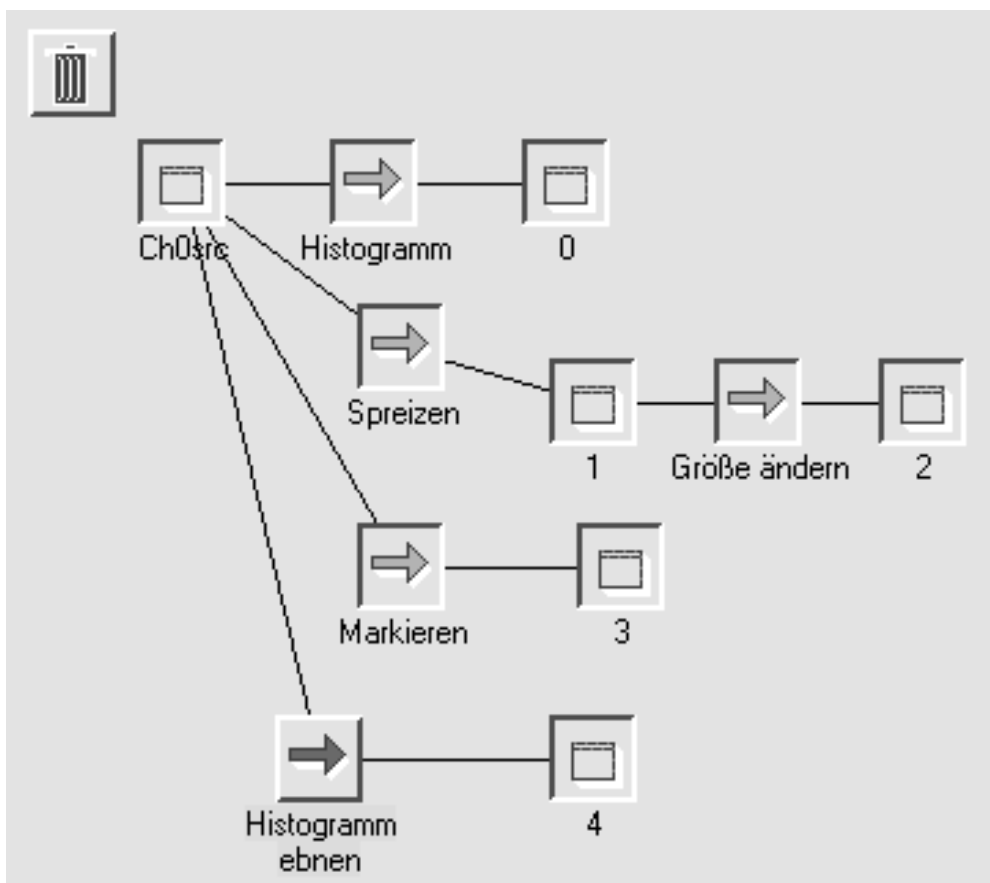 Ch0src
Histogramm
0
Spreizen
1
Größe ändern
2
Markieren
3
Histogramm
ebnen
4